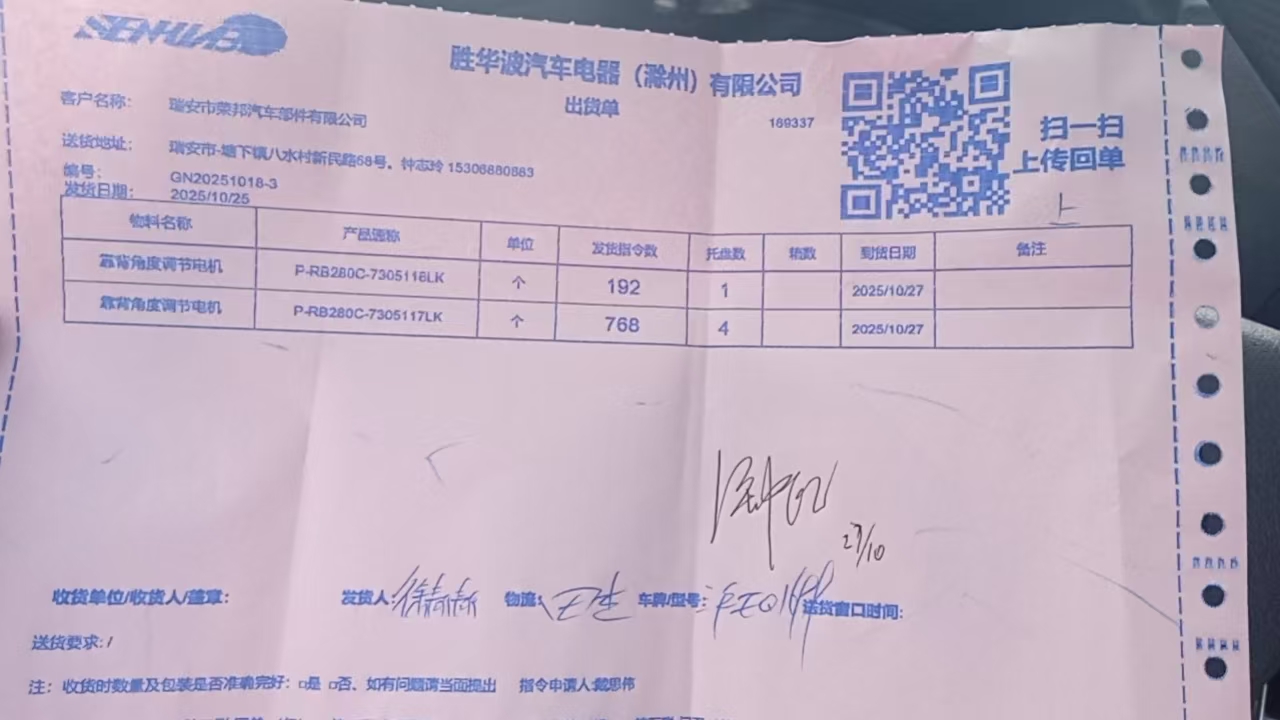 SENHWABO
胜华波汽车电器（滁州）有限公司
出货单
169337
扫一扫
上传回单
上
客户名称： 瑞安市荣邦汽车部件有限公司
送货地址： 瑞安市-塘下镇八水村新民路68号，钟志玲 15306880883
编号： GN20251018-3
发货日期： 2025/10/25
物料名称 产品简称 单位 发货指令数 托盘数 箱数 到货日期 备注
靠背角度调节电机 P-RB280C-7305116LK 个 192 1 2025/10/27
靠背角度调节电机 P-RB280C-7305117LK 个 768 4 2025/10/27
27/10
收货单位/收货人/盖章： 发货人： 物流： 车牌/型号： 送货窗口时间：
送货要求：/
注： 收货时数量及包装是否准确完好：□是 □否、如有问题请当面提出 指令申请人:戴思伟